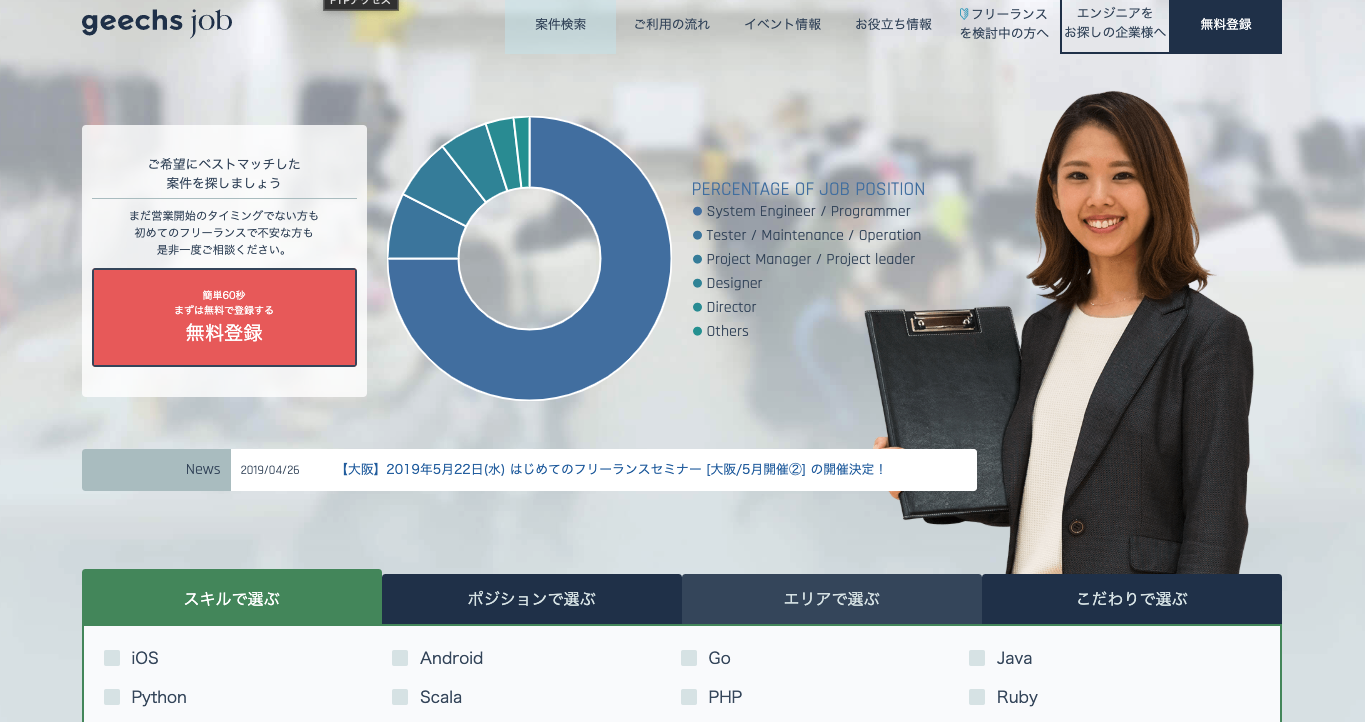 geechs job
案件検索
ご利用の流れ
イベント情報
お役立ち情報
フリーランス
を検討中の方へ
エンジニアを
お探しの企業様へ
無料登録
ご希望にベストマッチした
案件を探しましょう
まだ営業開始のタイミングでない方も
初めてのフリーランスで不安な方も
是非一度ご相談ください。
簡単60秒
まずは無料で登録する
無料登録
PERCENTAGE OF JOB POSITION
System Engineer / Programmer
Tester / Maintenance / Operation
Project Manager / Project leader
Designer
Director
Others
News 2019/04/26 【大阪】2019年5月22日(水) はじめてのフリーランスセミナー [大阪/5月開催②] の開催決定！
スキルで選ぶ
ポジションで選ぶ
エリアで選ぶ
こだわりで選ぶ
iOS
Android
Go
Java
Python
Scala
PHP
Ruby